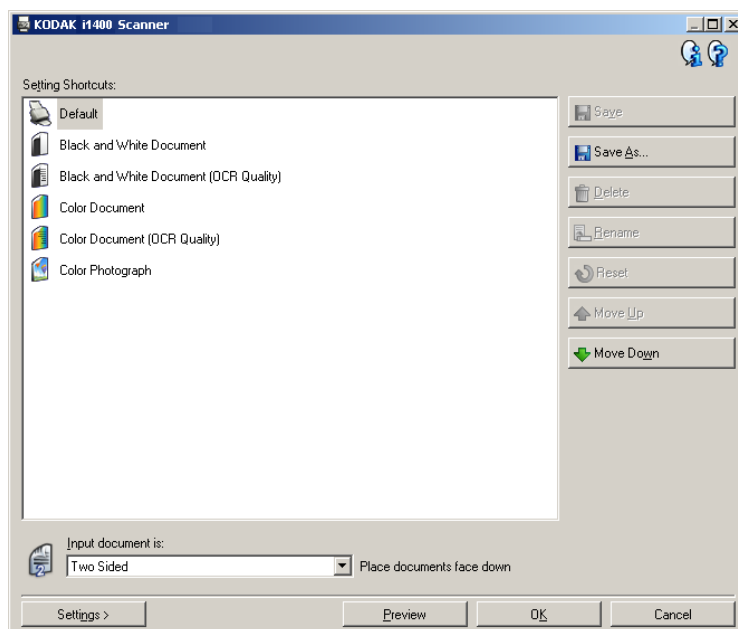 KODAK i1400 Scanner
Setting Shortcuts:
Default
Black and White Document
Black and White Document (OCR Quality)
Color Document
Color Document (OCR Quality)
Color Photograph
Save
Save As...
Delete
Rename
Reset
Move Up
Move Down
Input document is:
Two Sided
Place documents face down
Settings >
Preview
OK
Cancel